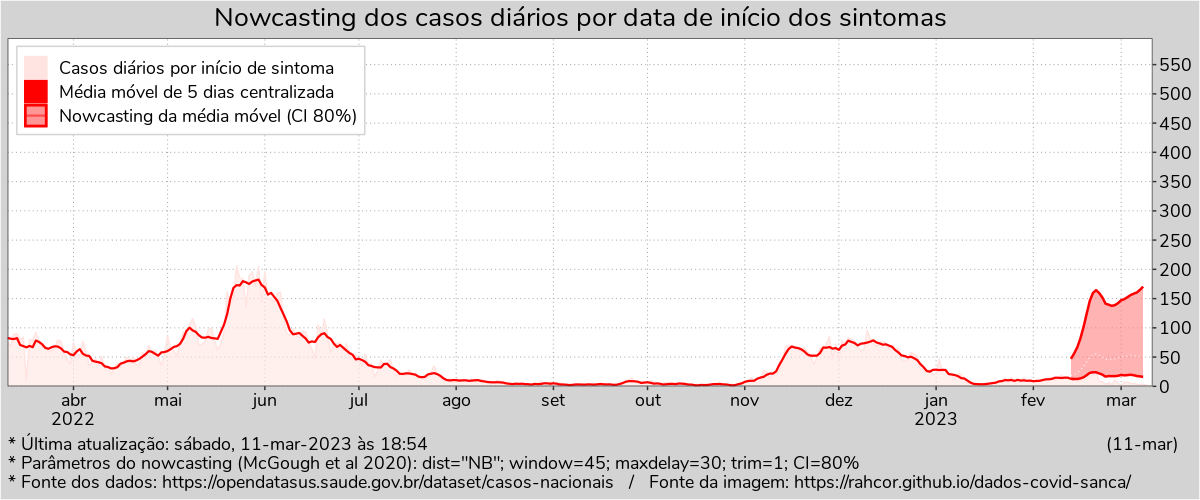 Nowcasting dos casos diários por data de início dos sintomas
Casos diários por início de sintoma
Média móvel de 5 dias centralizada
Nowcasting da média móvel (CI 80%)
550
500
450
400
350
300
250
200
150
100
50
0
abr mai jun jul ago set out nov dez jan fev mar
2022 2023
* Última atualização: sábado, 11-mar-2023 às 18:54 (11-mar)
* Parâmetros do nowcasting (McGough et al 2020): dist="NB"; window=45; maxdelay=30; trim=1; CI=80%
* Fonte dos dados: https://opendatasus.saude.gov.br/dataset/casos-nacionais / Fonte da imagem: https://rahcor.github.io/dados-covid-sanca/